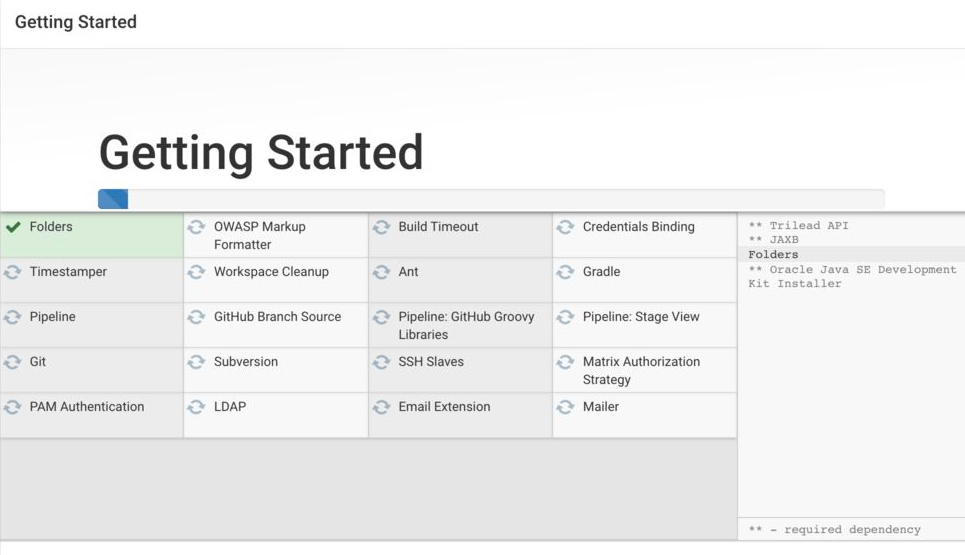 Getting Started
Getting Started
Folders
OWASP Markup
Formatter
Build Timeout
Credentials Binding
Timestamper
Workspace Cleanup
Ant
Gradle
Pipeline
GitHub Branch Source
Pipeline: GitHub Groovy
Libraries
Pipeline: Stage View
Git
Subversion
SSH Slaves
Matrix Authorization
Strategy
PAM Authentication
LDAP
Email Extension
Mailer
** Trilead API
** JAXB
Folders
** Oracle Java SE Development
Kit Installer
** - required dependency